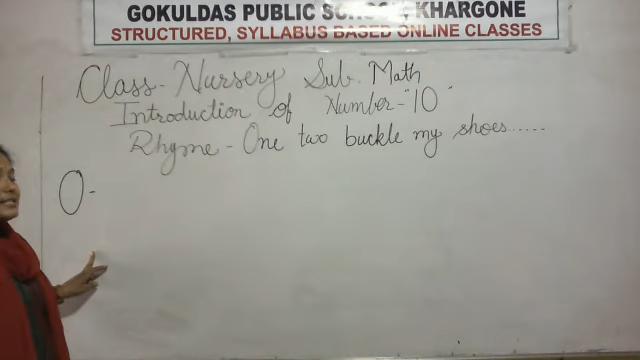 GOKULDAS PUBLIC SCHOOL, KHARGONE
STRUCTURED, SYLLABUS BASED ONLINE CLASSES
Class - Nursery Sub. Math
Introduction of Number - "10"
Rhyme - One two buckle my shoes.....
0 -